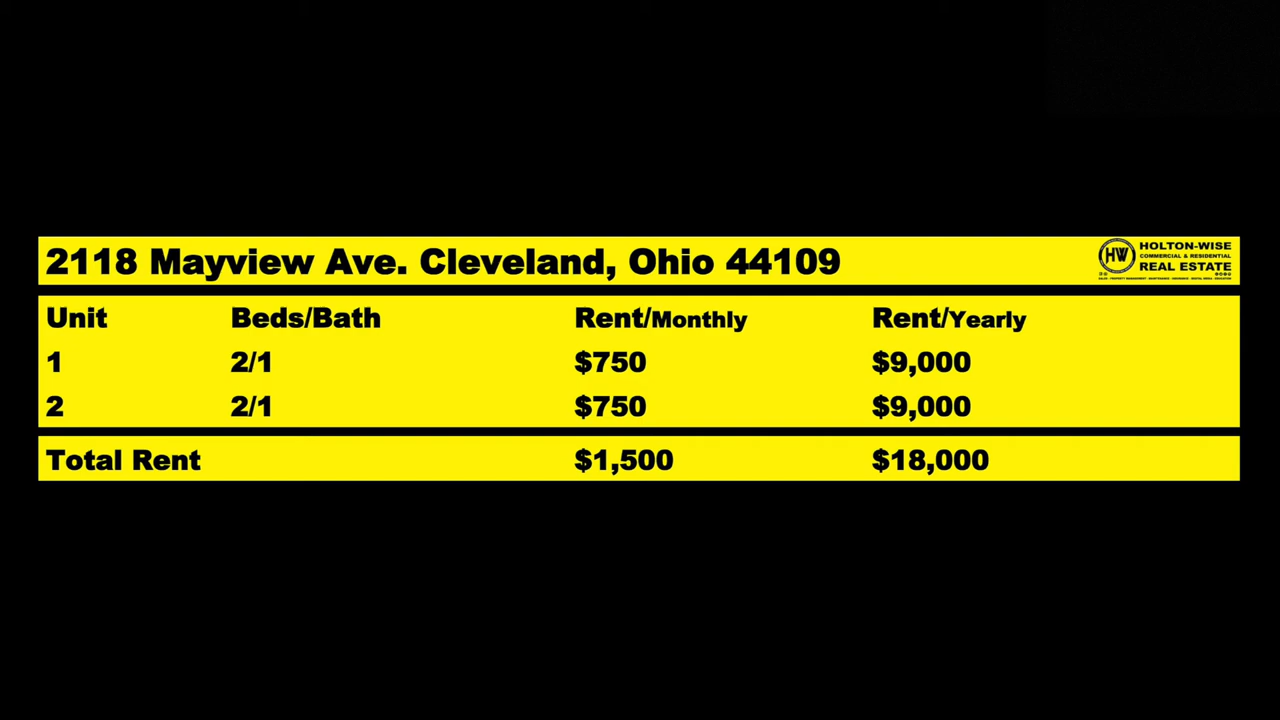 2118 Mayview Ave. Cleveland, Ohio 44109
HOLTON-WISE
COMMERCIAL & RESIDENTIAL
REAL ESTATE
HW
Unit Beds/Bath Rent/Monthly Rent/Yearly
1 2/1 $750 $9,000
2 2/1 $750 $9,000
Total Rent $1,500 $18,000